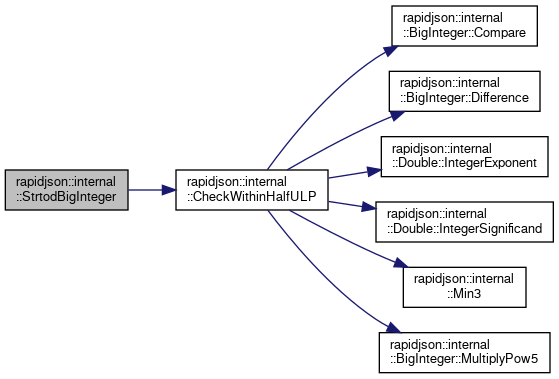 rapidjson::internal
::StrtodBigInteger
rapidjson::internal
::CheckWithinHalfULP
rapidjson::internal
::BigInteger::Compare
rapidjson::internal
::BigInteger::Difference
rapidjson::internal
::Double::IntegerExponent
rapidjson::internal
::Double::IntegerSignificand
rapidjson::internal
::Min3
rapidjson::internal
::BigInteger::MultiplyPow5